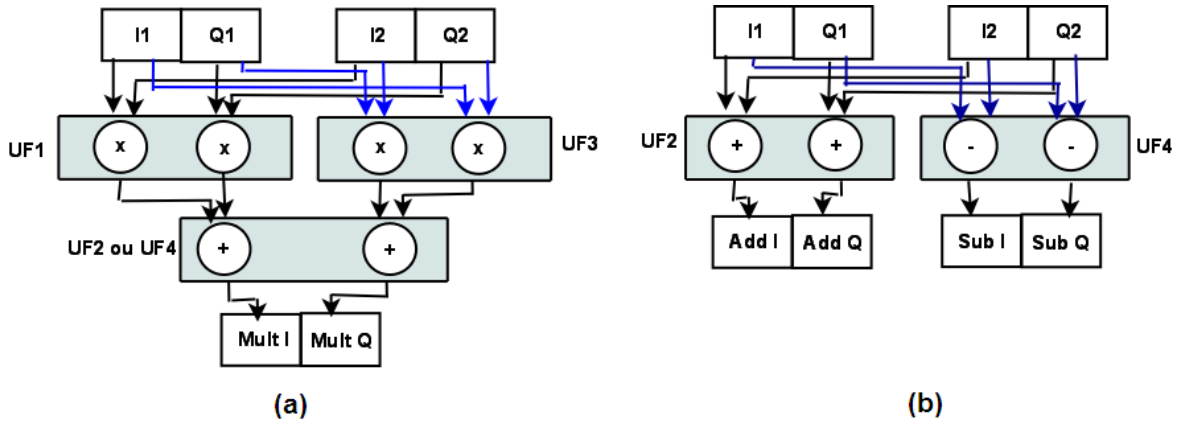 I1 Q1 I2 Q2
UF1 x x x x UF3
UF2 ou UF4 + +
Mult I Mult Q
(a)
I1 Q1 I2 Q2
UF2 + + - - UF4
Add I Add Q Sub I Sub Q
(b)